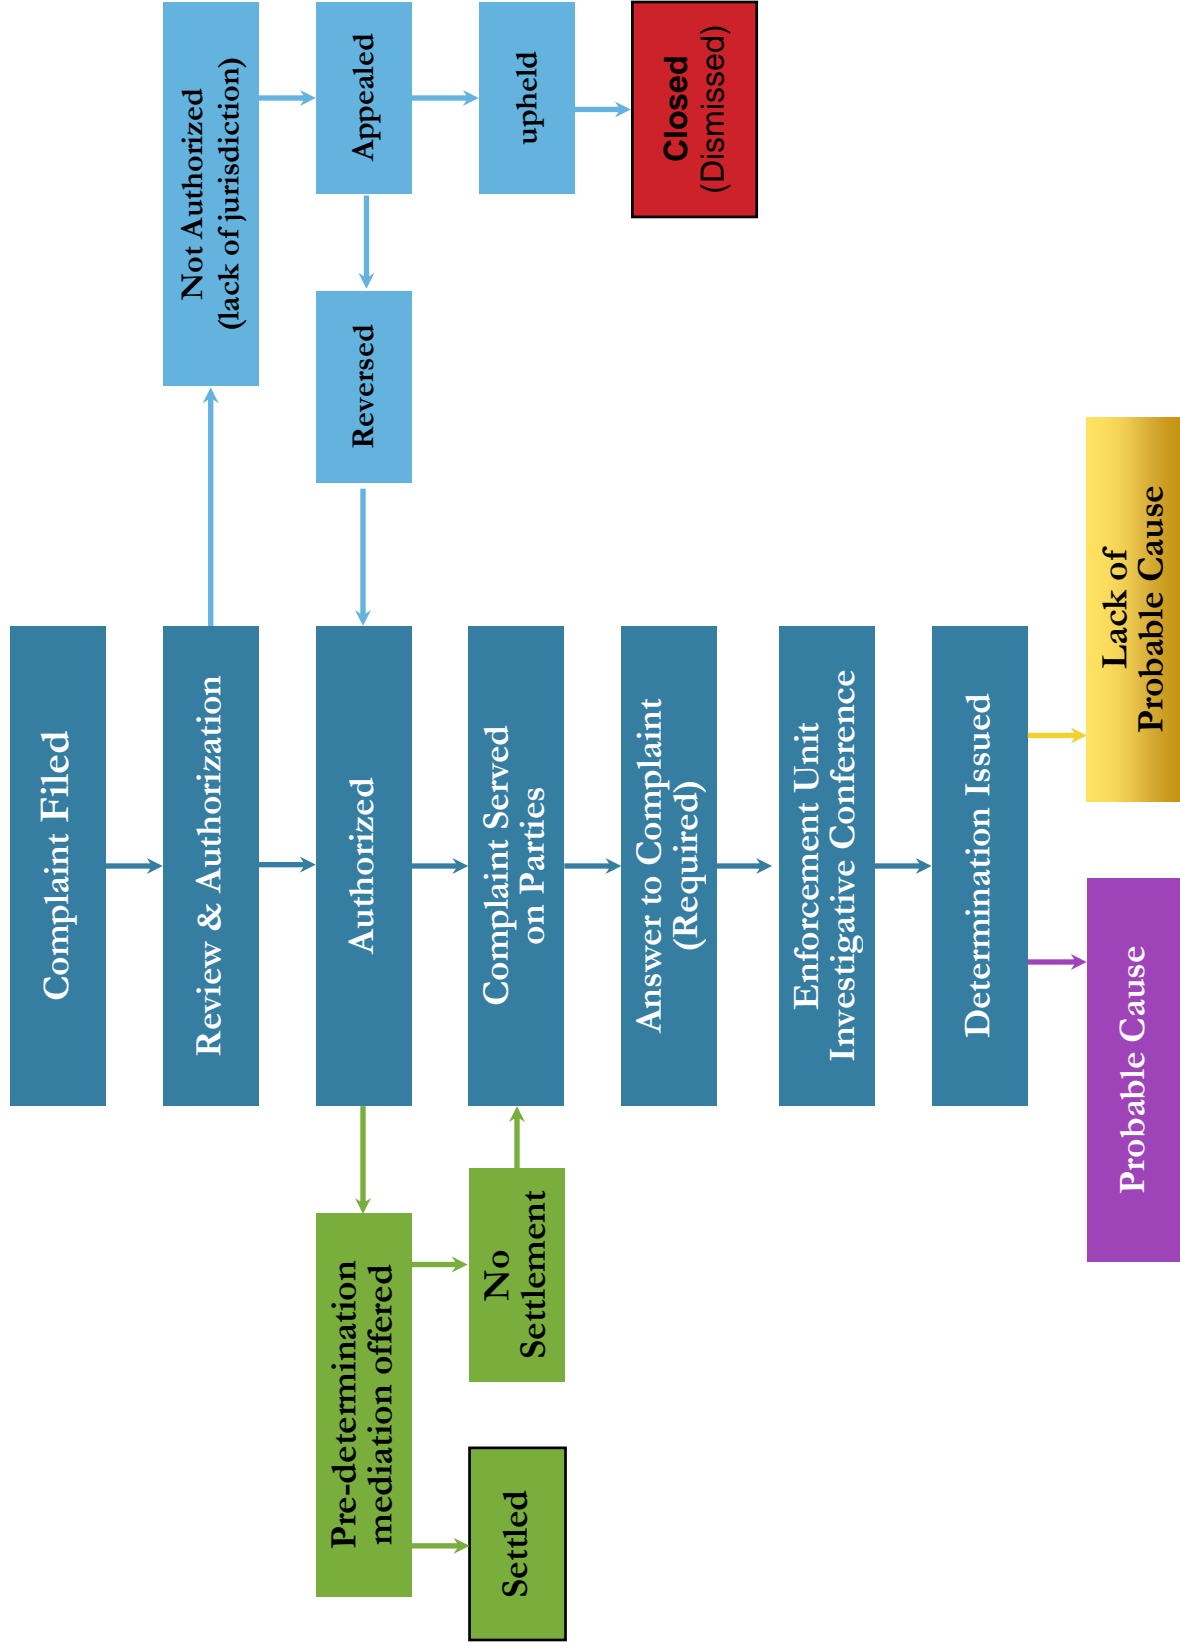 Complaint Filed
Review & Authorization
Not Authorized
(lack of jurisdiction)
Pre-determination
mediation offered
Authorized
Reversed
Appealed
Settled
No
Settlement
Complaint Served
on Parties
upheld
Answer to Complaint
(Required)
Closed
(Dismissed)
Enforcement Unit
Investigative Conference
Determination Issued
Probable Cause
Lack of
Probable Cause